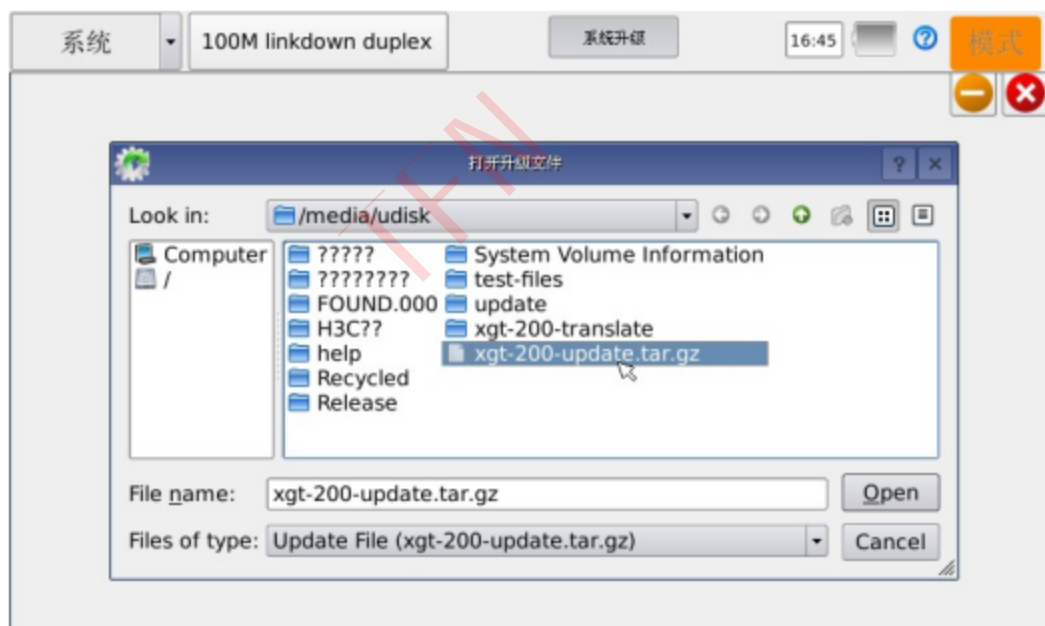 系统
100M linkdown duplex
系统升级
16:45
?
模式
TFN
打开升级文件
?
Look in:
/media/udisk
Computer
/
?????
????????
FOUND.000
H3C??
help
Recycled
Release
System Volume Information
test-files
update
xgt-200-translate
xgt-200-update.tar.gz
File name:
xgt-200-update.tar.gz
Open
Files of type:
Update File (xgt-200-update.tar.gz)
Cancel